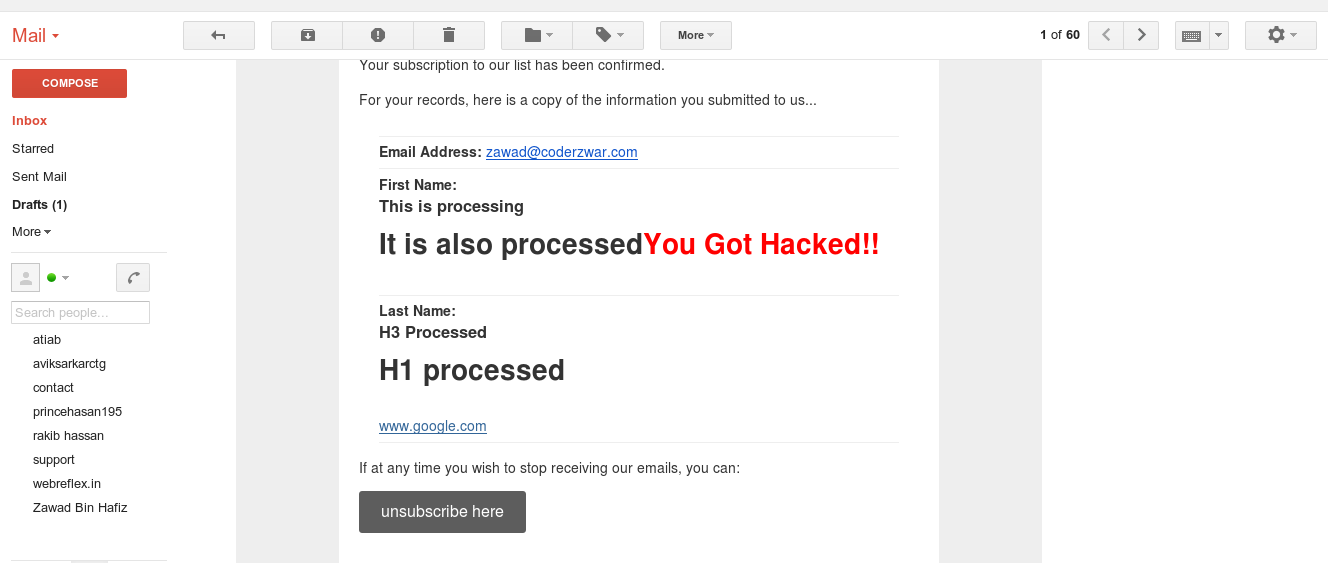 Mail
More
1 of 60
COMPOSE
Inbox
Starred
Sent Mail
Drafts (1)
More
Search people...
atiab
aviksarkarctg
contact
princehasan195
rakib hassan
support
webreflex.in
Zawad Bin Hafiz
Your subscription to our list has been confirmed.
For your records, here is a copy of the information you submitted to us...
Email Address: zawad@coderzwar.com
First Name:
This is processing
It is also processedYou Got Hacked!!
Last Name:
H3 Processed
H1 processed
www.google.com
If at any time you wish to stop receiving our emails, you can:
unsubscribe here